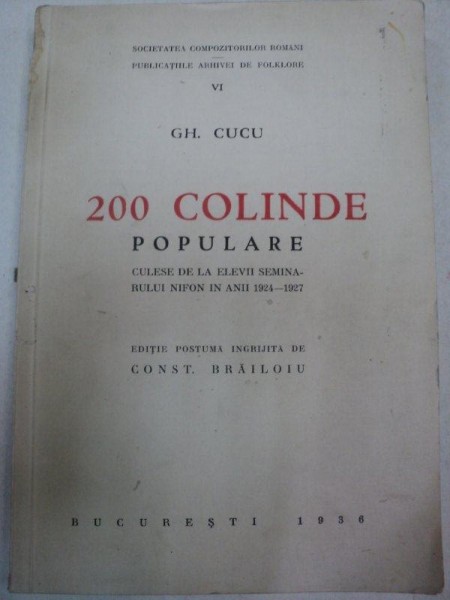 SOCIETATEA COMPOZITORILOR ROMÂNI
PUBLICAȚIILE ARHIVEI DE FOLKLORE
VI
GH. CUCU
200 COLINDE
POPULARE
CULESE DE LA ELEVII SEMINA-
RULUI NIFON IN ANII 1924—1927
EDIȚIE POSTUMA INGRIJITA DE
CONST. BRĂILOIU
BUCUREȘTI 1936